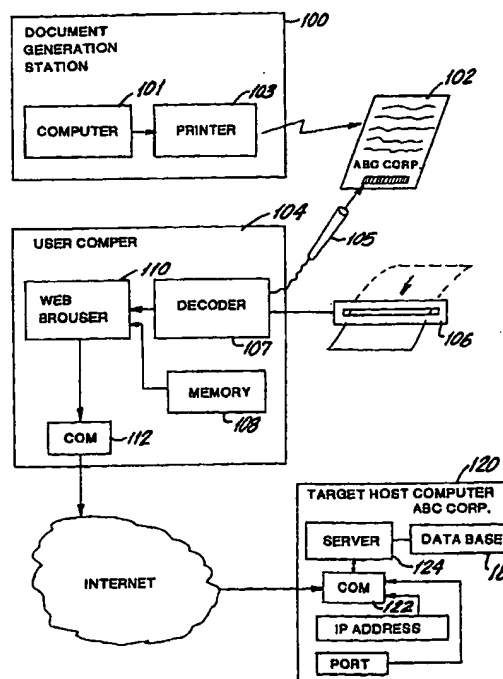 100
DOCUMENT
GENERATION
STATION
101
103
COMPUTER
PRINTER
102
ABC CORP.
105
104
USER COMPER
110
WEB
BROUSER
DECODER
107
106
MEMORY
108
COM
112
INTERNET
120
TARGET HOST COMPUTER
ABC CORP.
SERVER
124
DATA BASE
COM
122
IP ADDRESS
PORT